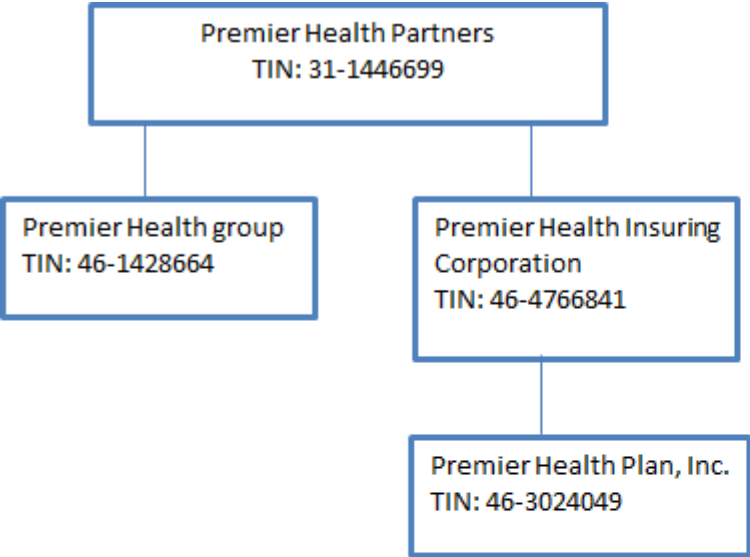 Premier Health Partners
TIN: 31-1446699
Premier Health group
TIN: 46-1428664
Premier Health Insuring
Corporation
TIN: 46-4766841
Premier Health Plan, Inc.
TIN: 46-3024049